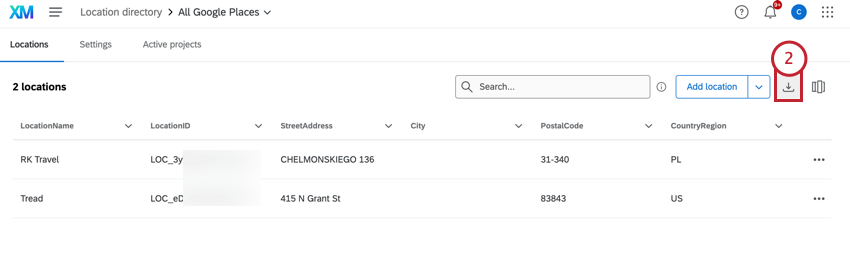 XM Location directory > All Google Places 9+ C
Locations Settings Active projects
2
2 locations Search... Add location
LocationName LocationID StreetAddress City PostalCode CountryRegion
RK Travel LOC_3y CHELMONSKIEGO 136 31-340 PL
Tread LOC_eD 415 N Grant St 83843 US